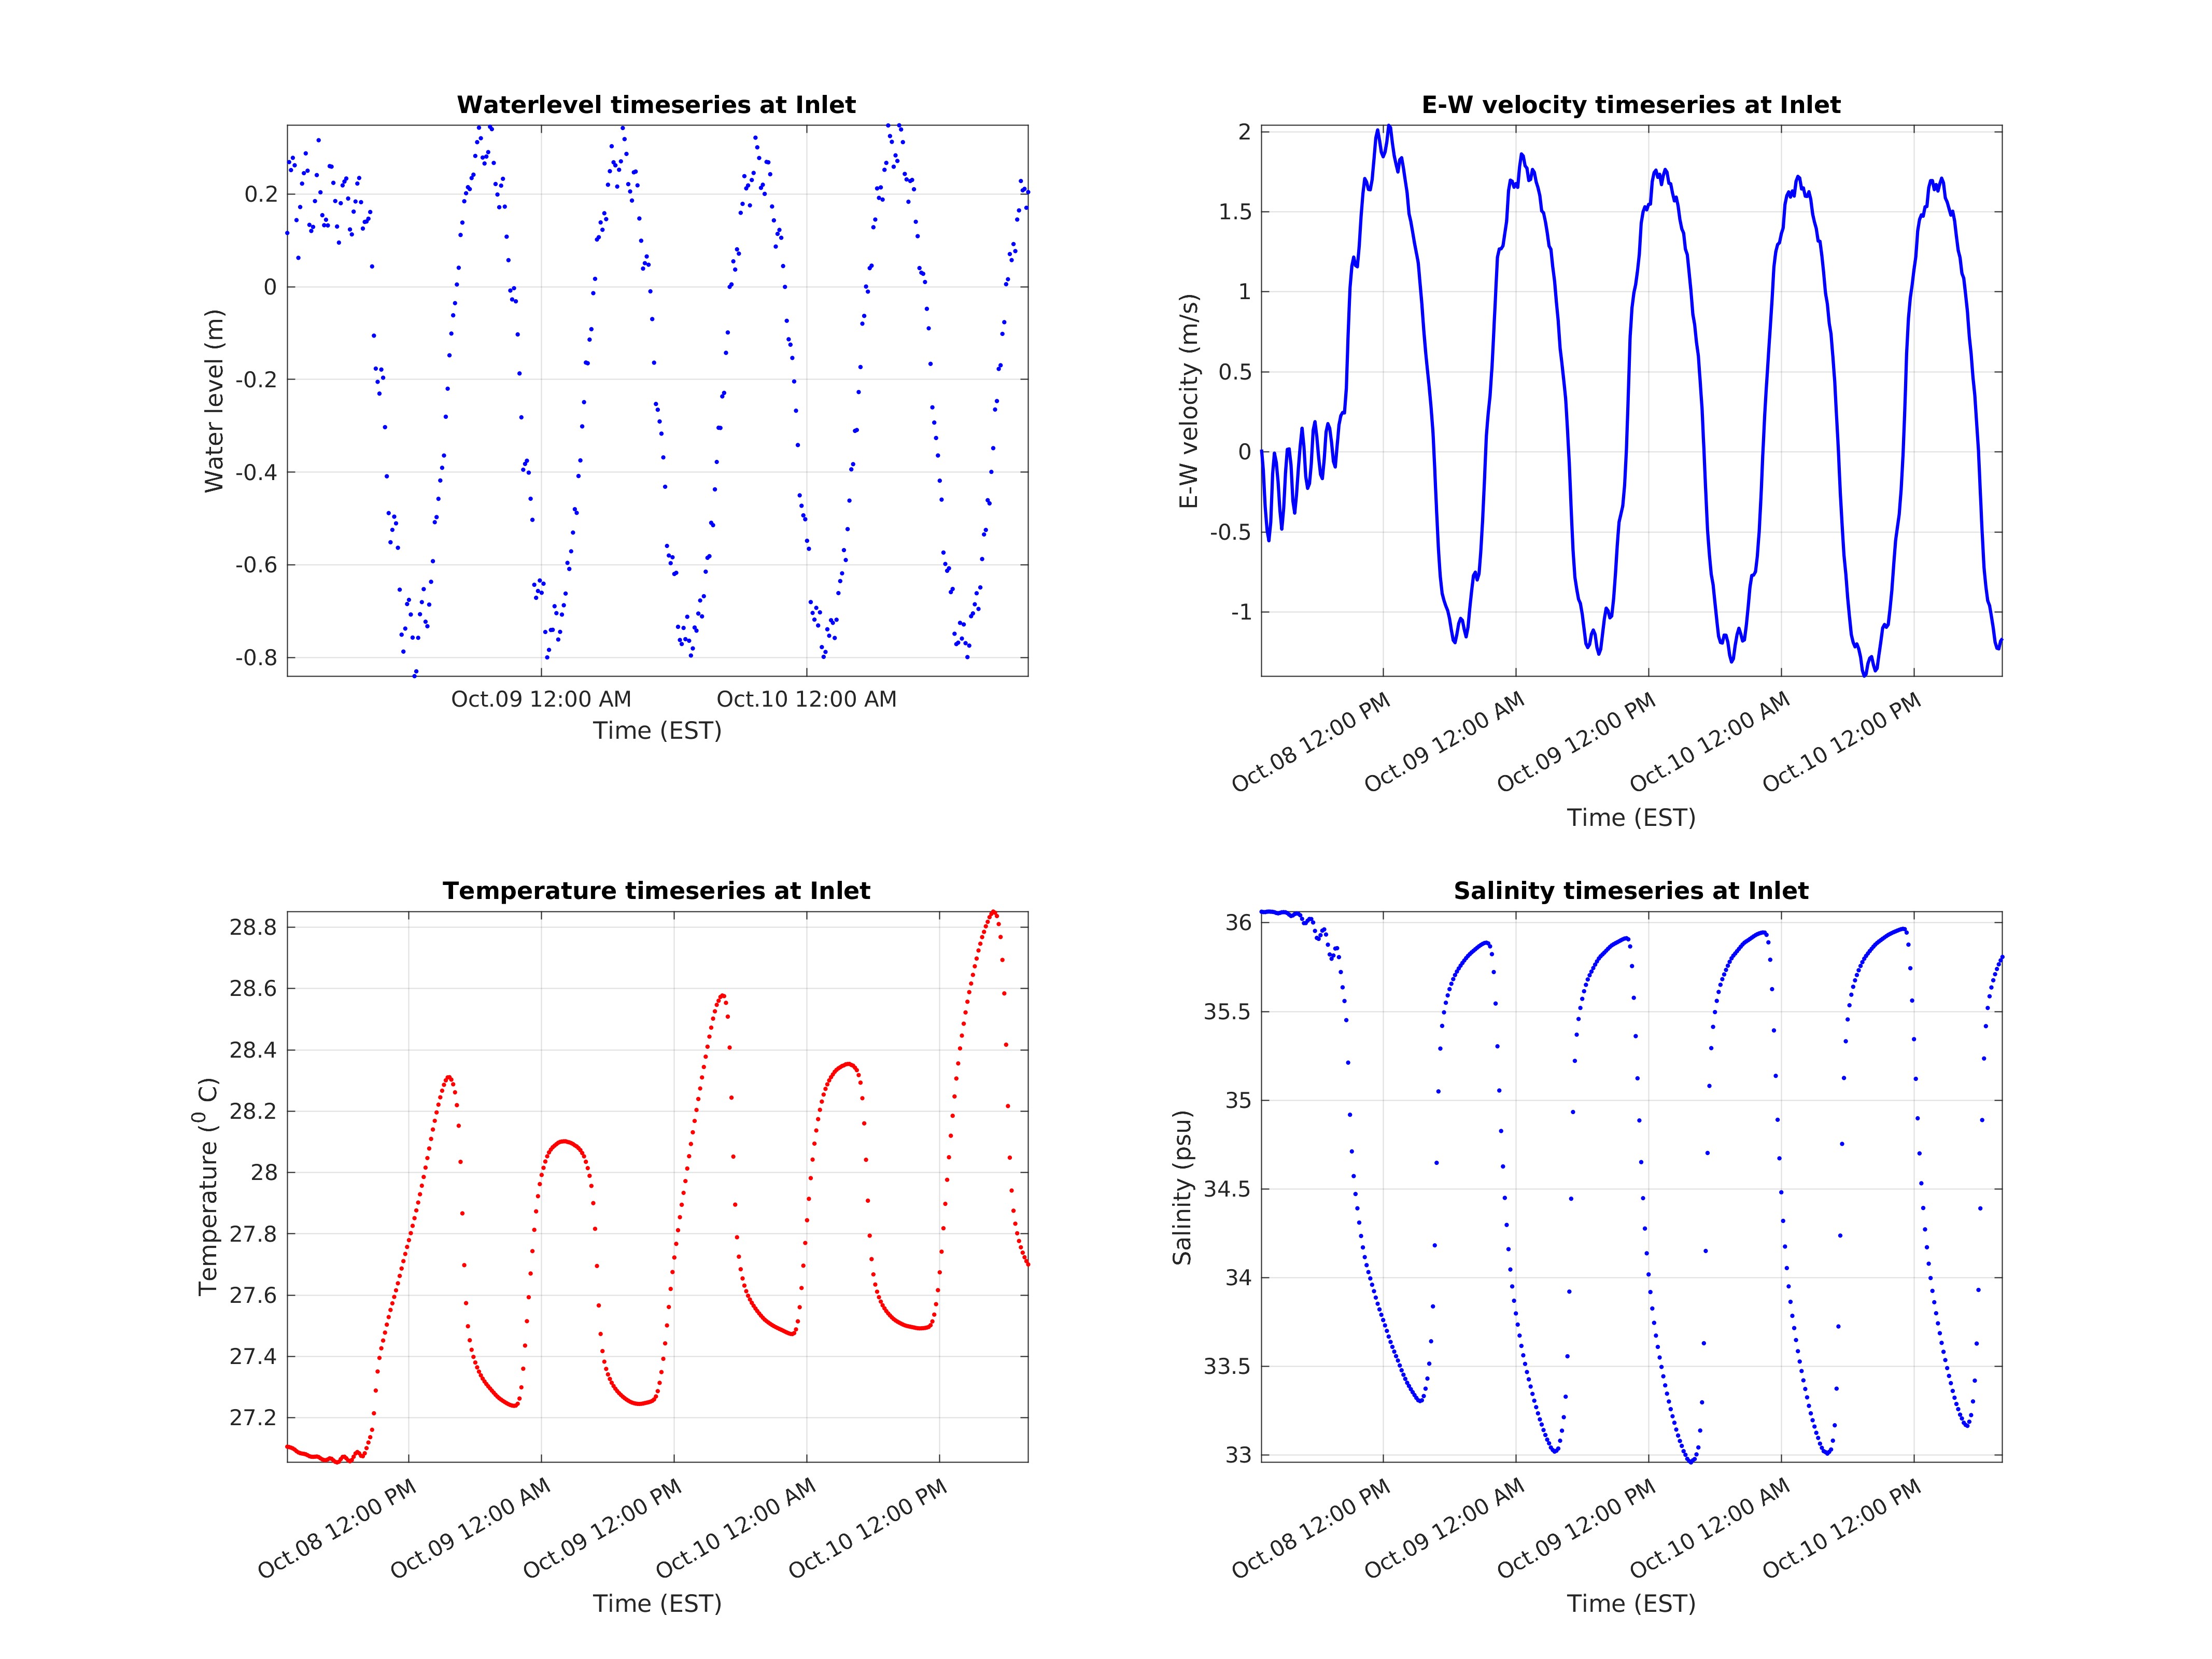 Waterlevel timeseries at Inlet
0.2
0
-0.2
-0.4
-0.6
-0.8
Water level (m)
Oct.09 12:00 AM
Oct.10 12:00 AM
Time (EST)
E-W velocity timeseries at Inlet
2
1.5
1
0.5
0
-0.5
-1
E-W velocity (m/s)
Oct.08 12:00 PM
Oct.09 12:00 AM
Oct.09 12:00 PM
Oct.10 12:00 AM
Oct.10 12:00 PM
Time (EST)
Temperature timeseries at Inlet
28.8
28.6
28.4
28.2
28
27.8
27.6
27.4
27.2
Temperature (⁰ C)
Oct.08 12:00 PM
Oct.09 12:00 AM
Oct.09 12:00 PM
Oct.10 12:00 AM
Oct.10 12:00 PM
Time (EST)
Salinity timeseries at Inlet
36
35.5
35
34.5
34
33.5
33
Salinity (psu)
Oct.08 12:00 PM
Oct.09 12:00 AM
Oct.09 12:00 PM
Oct.10 12:00 AM
Oct.10 12:00 PM
Time (EST)